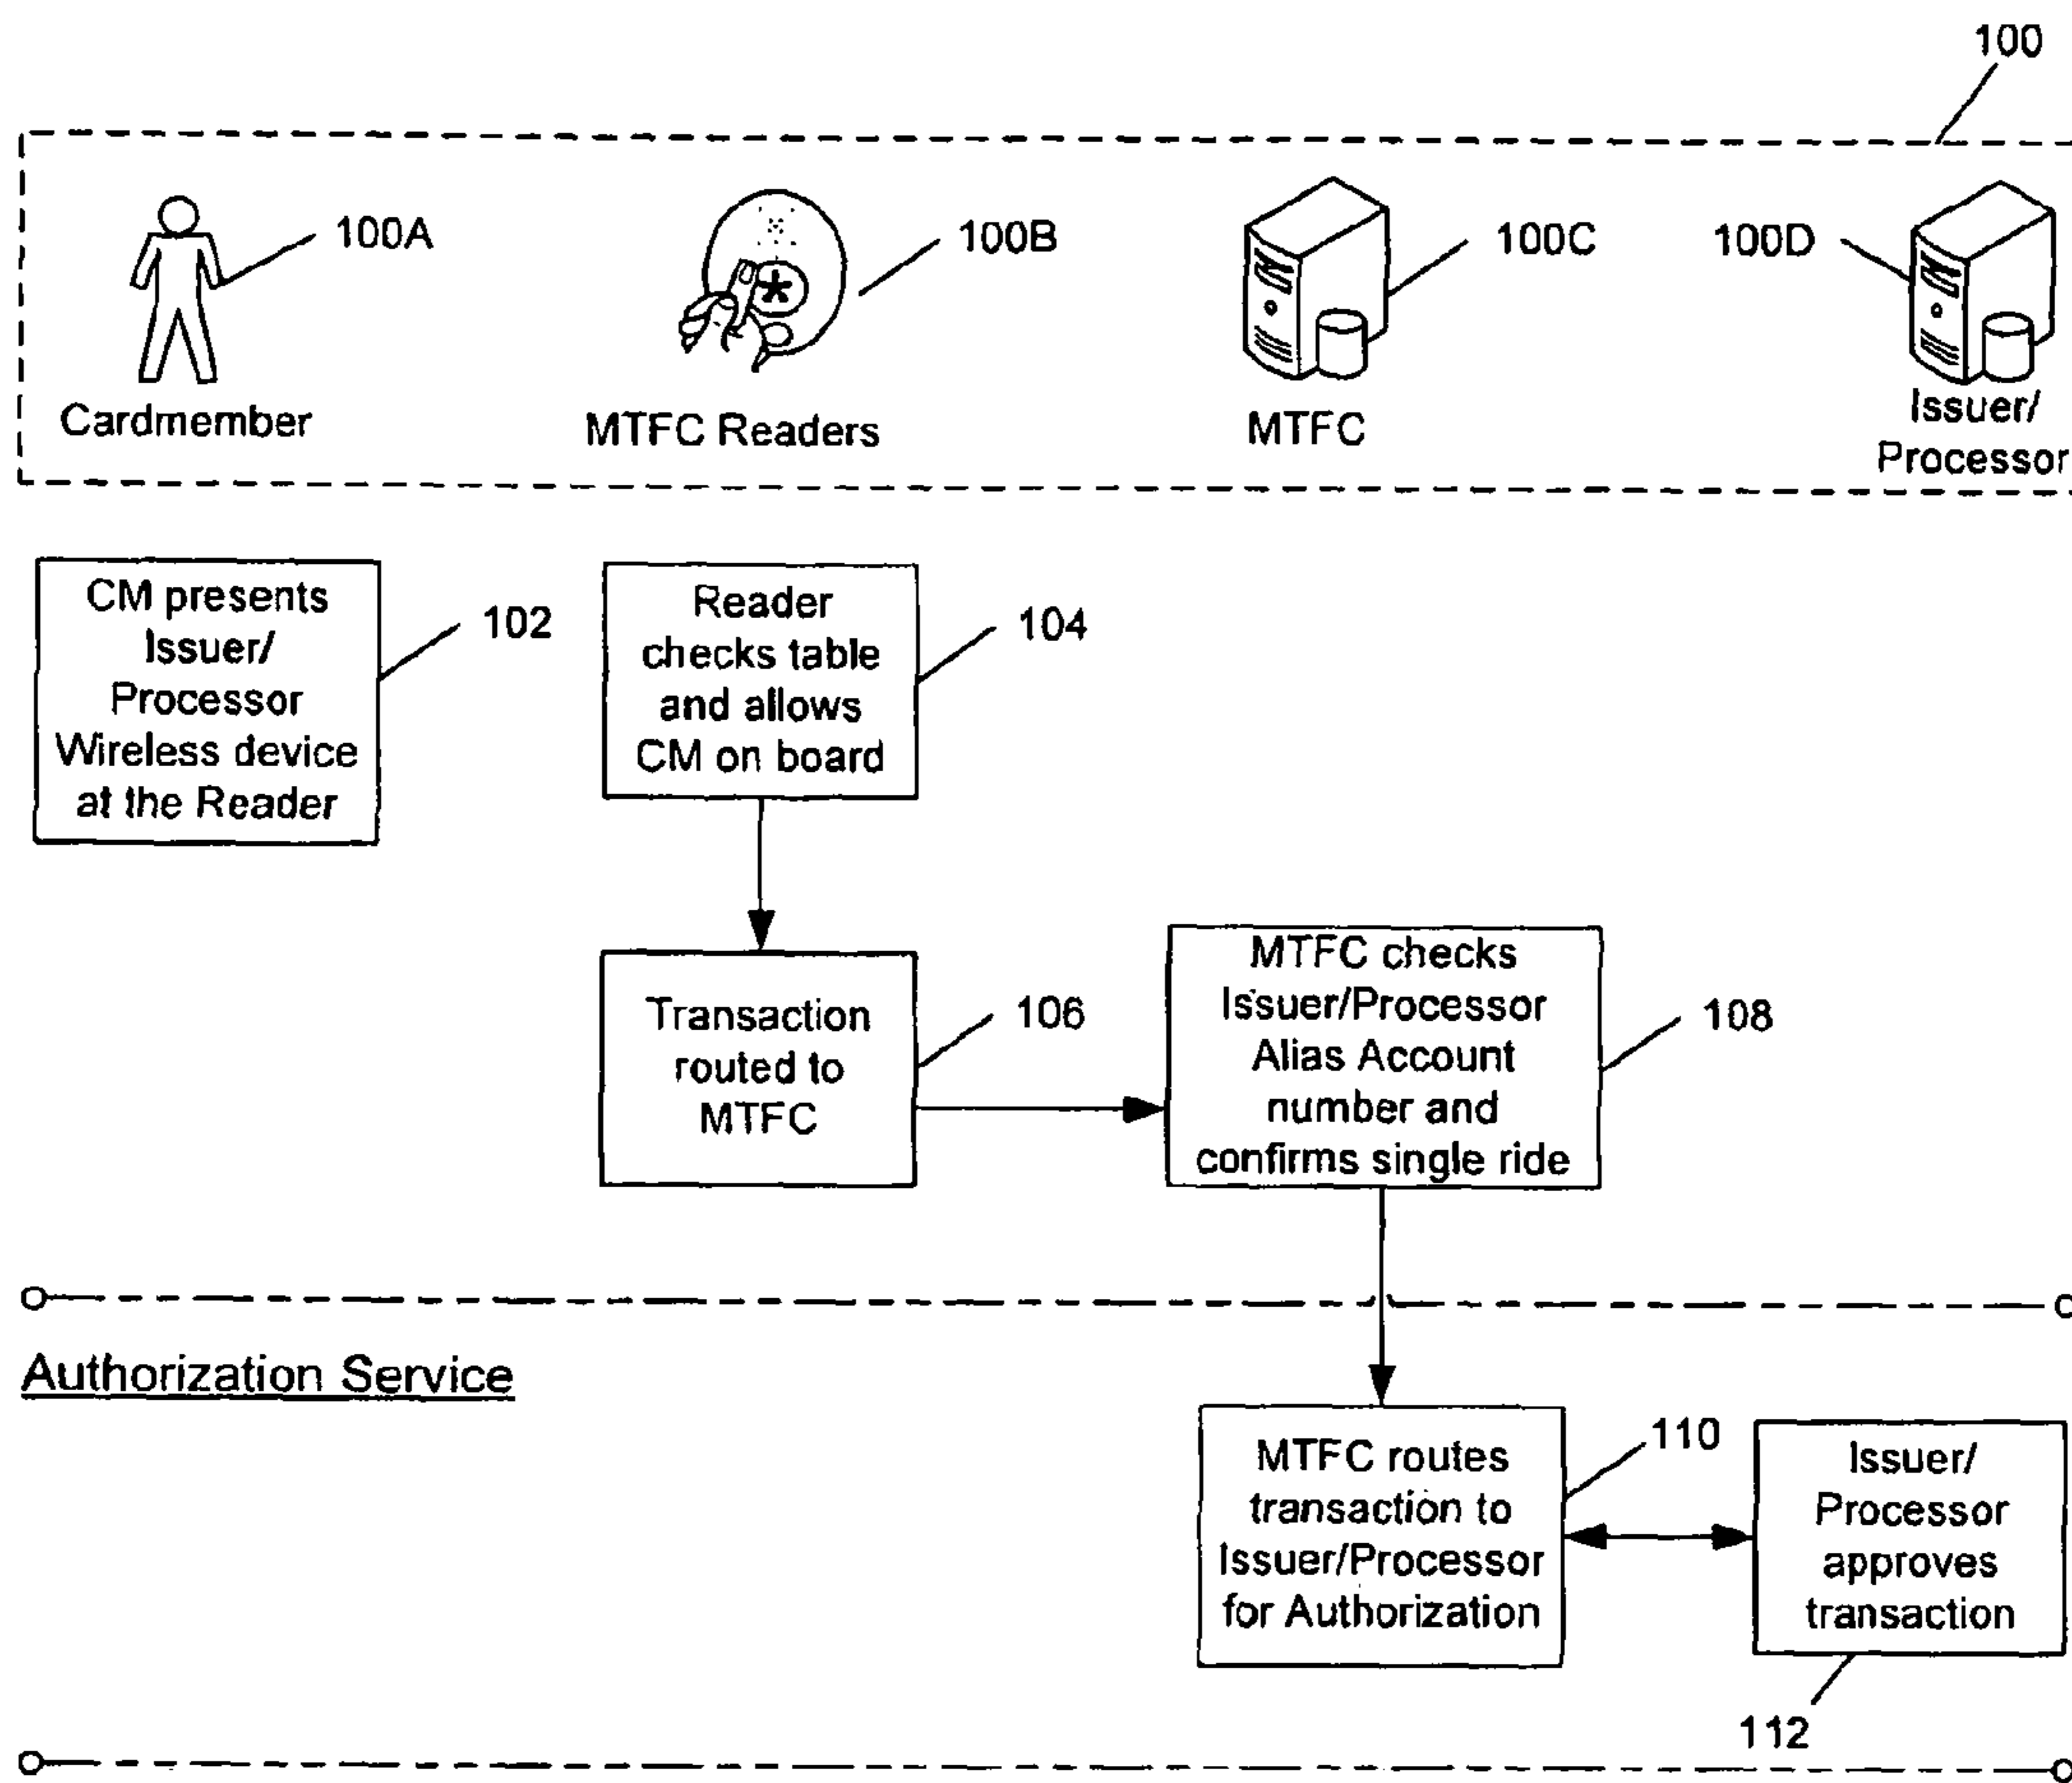 100
100A
100B
100C
100D
Cardmember
MTFC Readers
MTFC
Issuer/
Processor
CM presents
Issuer/
Processor
Wireless device
at the Reader
102
Reader
checks table
and allows
CM on board
104
Transaction
routed to
MTFC
106
MTFC checks
Issuer/Processor
Alias Account
number and
confirms single ride
108
Authorization Service
MTFC routes
transaction to
Issuer/Processor
for Authorization
110
Issuer/
Processor
approves
transaction
112